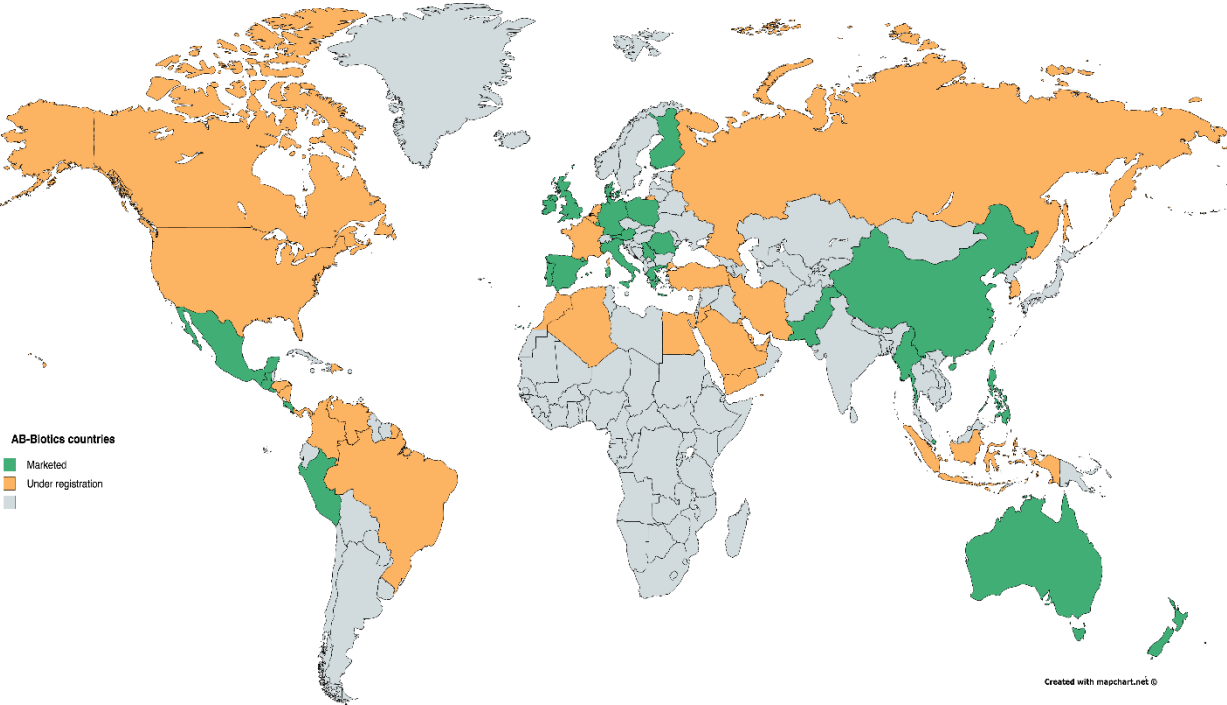 AB-Biotics countries
Marketed
Under registration
Created with mapchart.net ©